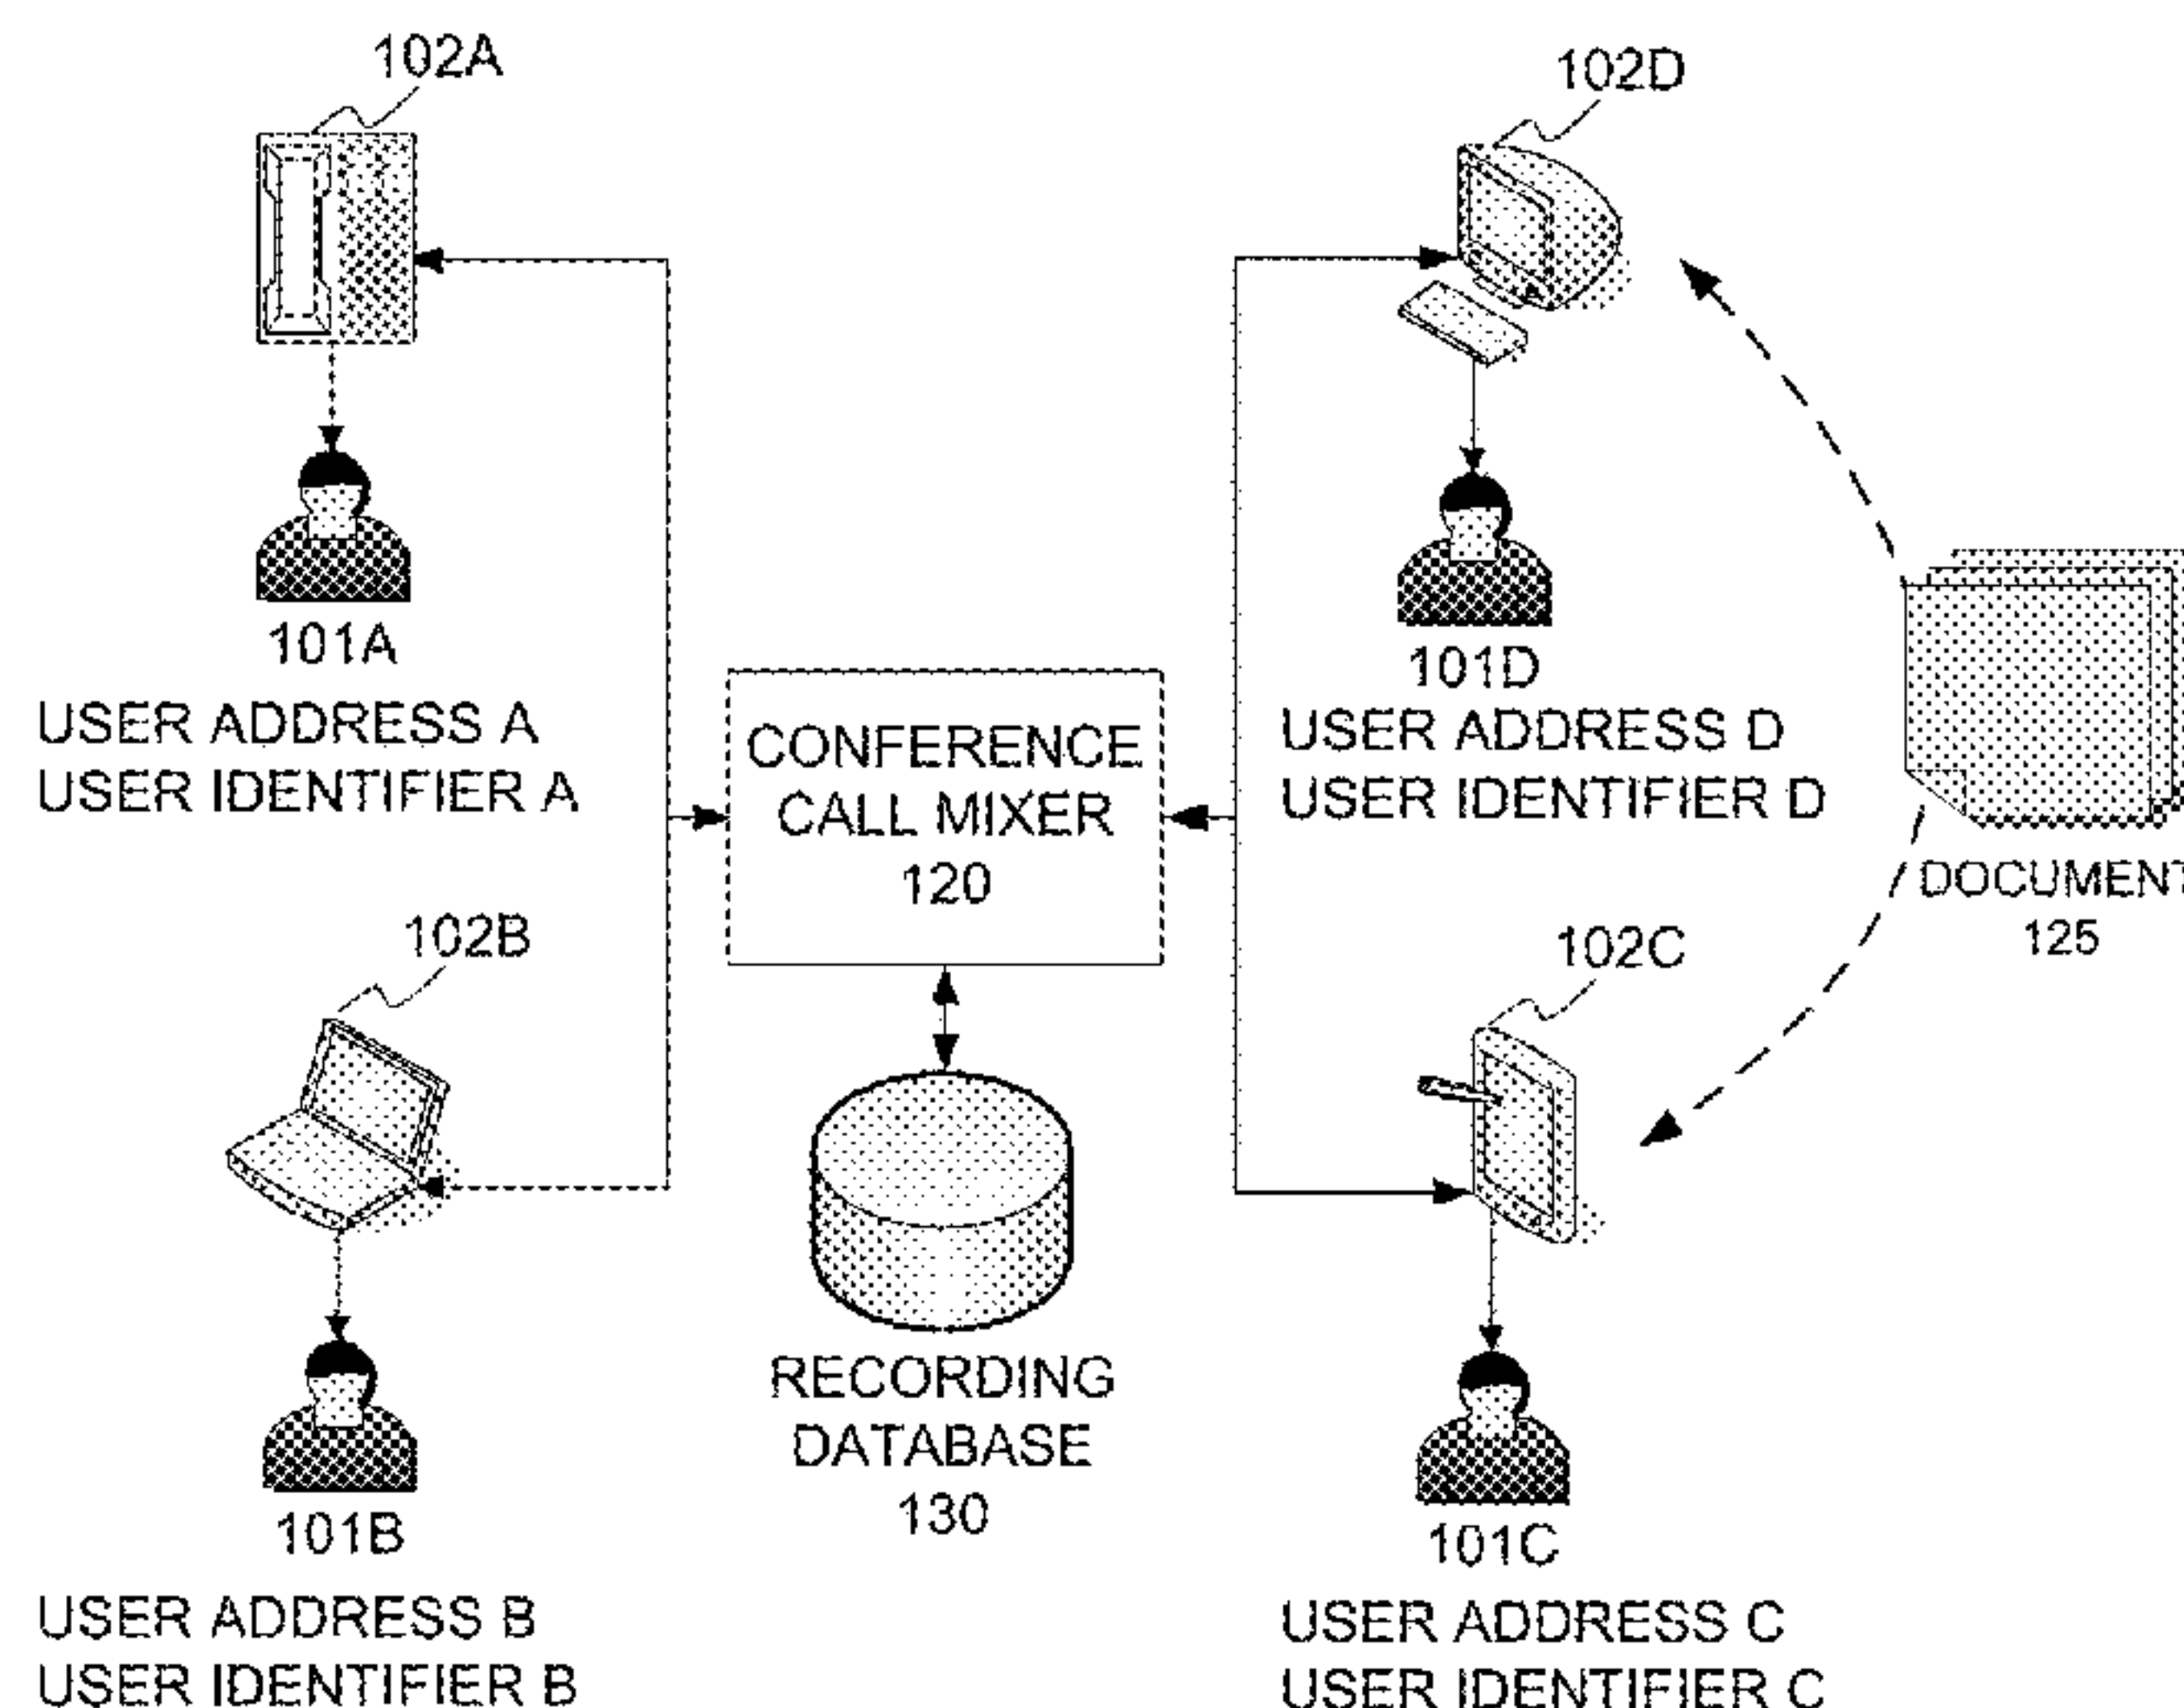 102A
102D
101A
USER ADDRESS A
USER IDENTIFIER A
101D
USER ADDRESS D
USER IDENTIFIER D
CONFERENCE
CALL MIXER
120
DOCUMENT
125
102B
102C
RECORDING
DATABASE
130
101B
USER ADDRESS B
USER IDENTIFIER B
101C
USER ADDRESS C
USER IDENTIFIER C